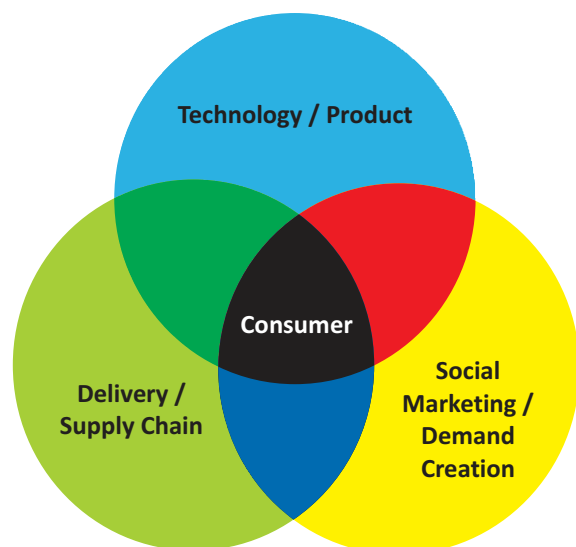 Technology / Product
Consumer
Delivery /
Supply Chain
Social
Marketing /
Demand
Creation